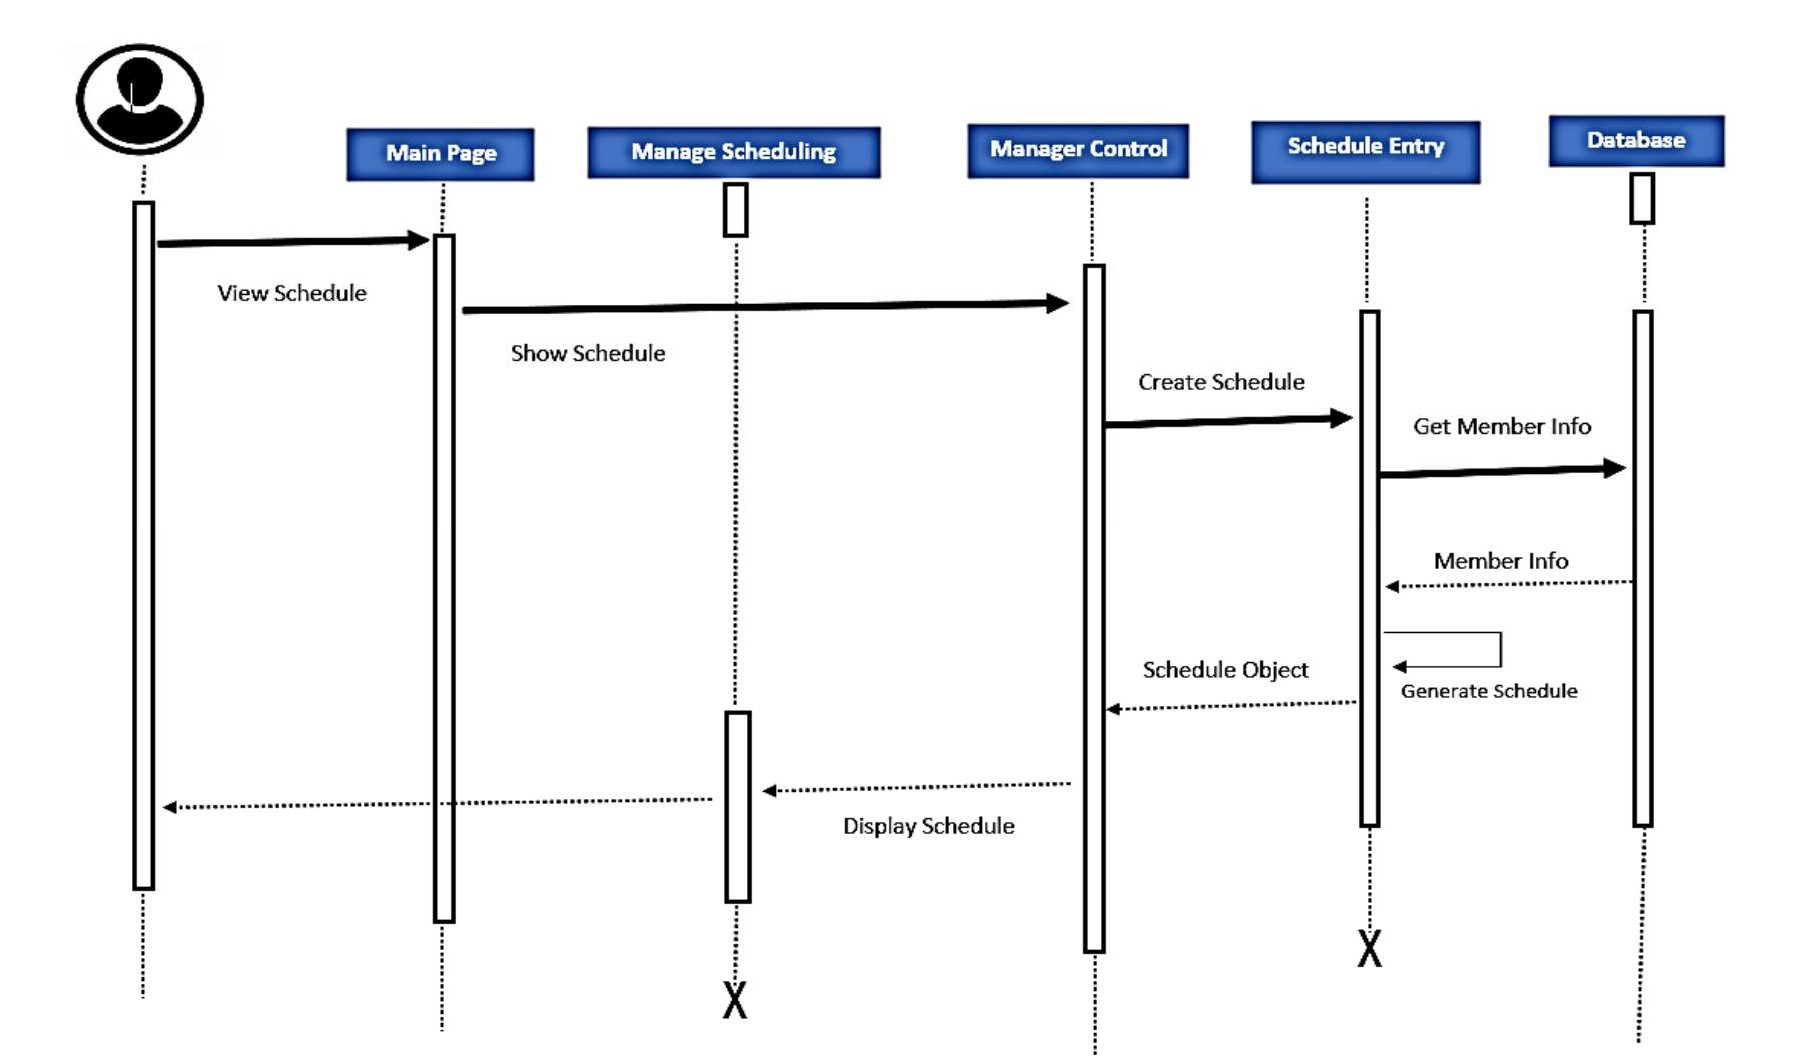 Main Page
Manage Scheduling
Manager Control
Schedule Entry
Database
View Schedule
Show Schedule
Create Schedule
Get Member Info
Member Info
Schedule Object
Generate Schedule
Display Schedule
X
X